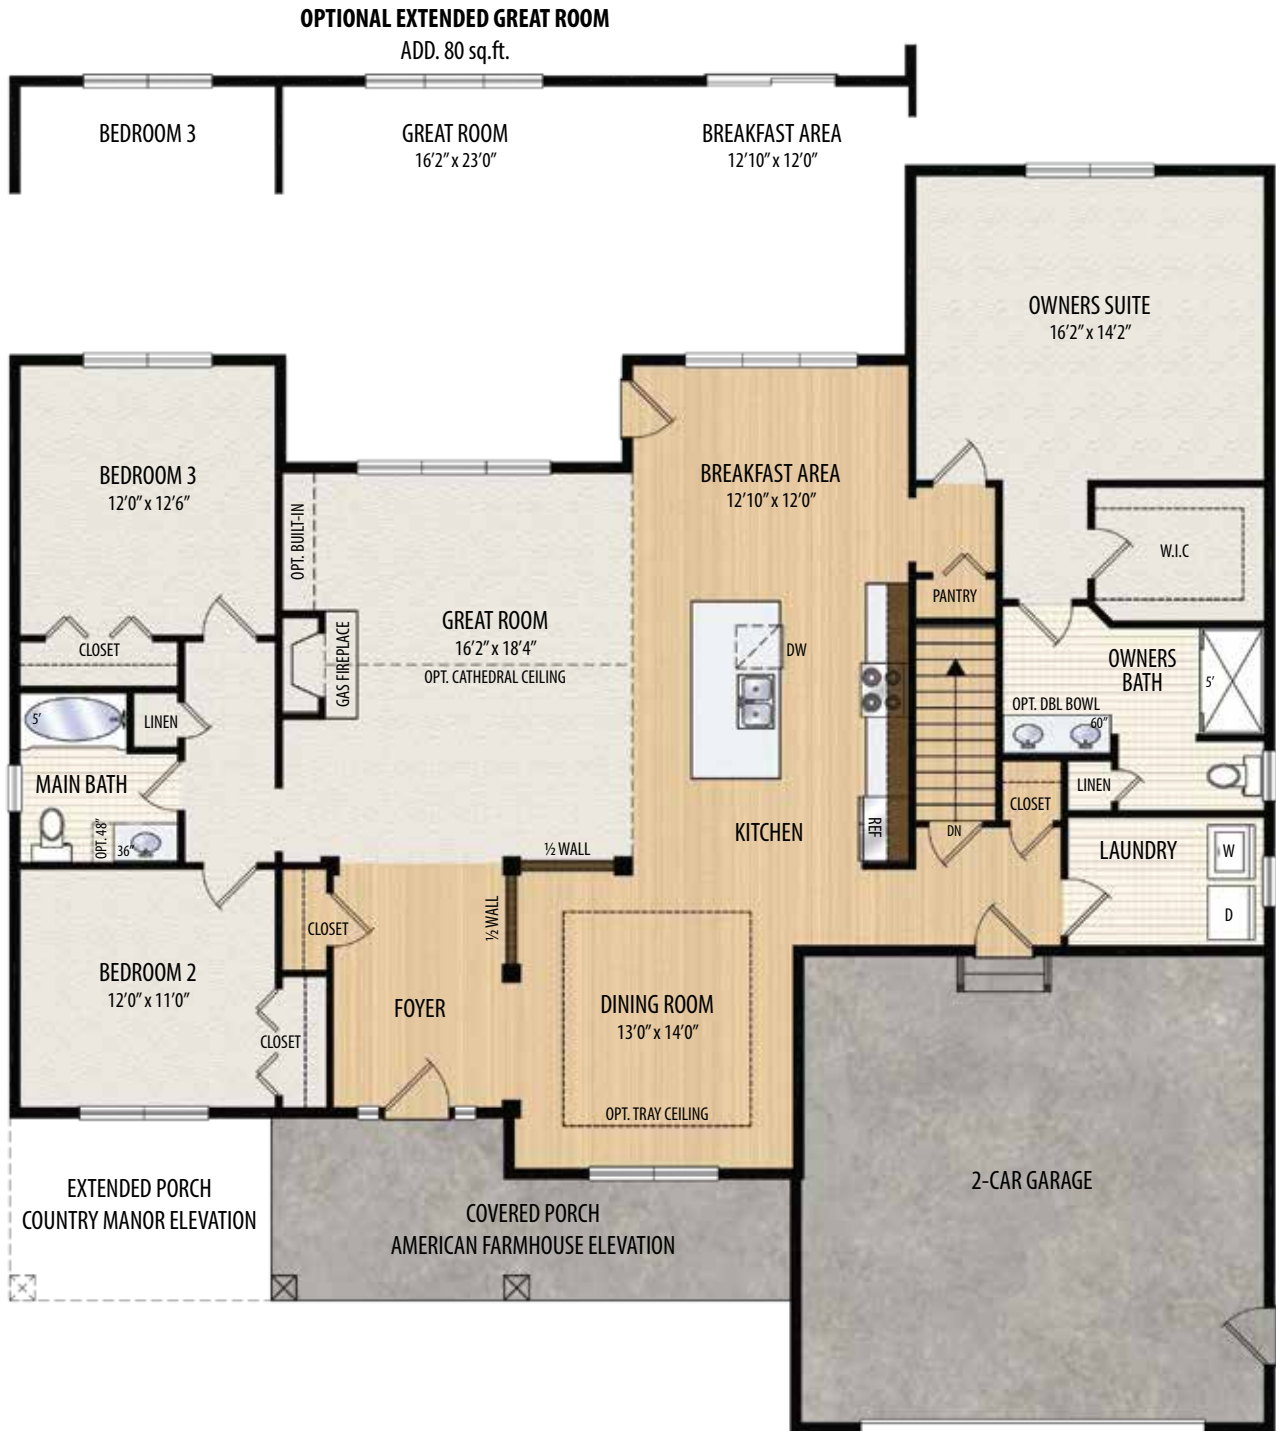 OPTIONAL EXTENDED GREAT ROOM
ADD. 80 sq.ft.
BEDROOM 3
GREAT ROOM
16'2" x 23'0"
BREAKFAST AREA
12'10" x 12'0"
OWNERS SUITE
16'2" x 14'2"
BEDROOM 3
12'0" x 12'6"
OPT. BUILT-IN
BREAKFAST AREA
12'10" x 12'0"
W.I.C
PANTRY
GREAT ROOM
16'2" x 18'4"
OPT. CATHEDRAL CEILING
GAS FIREPLACE
DW
CLOSET
OWNERS
BATH
5'
OPT. DBL BOWL
60"
5'
LINEN
MAIN BATH
OPT. 48"
36"
LINEN
CLOSET
KITCHEN
REF
DN
LAUNDRY
W
D
½ WALL
½ WALL
CLOSET
BEDROOM 2
12'0" x 11'0"
CLOSET
FOYER
DINING ROOM
13'0" x 14'0"
OPT. TRAY CEILING
2-CAR GARAGE
EXTENDED PORCH
COUNTRY MANOR ELEVATION
COVERED PORCH
AMERICAN FARMHOUSE ELEVATION